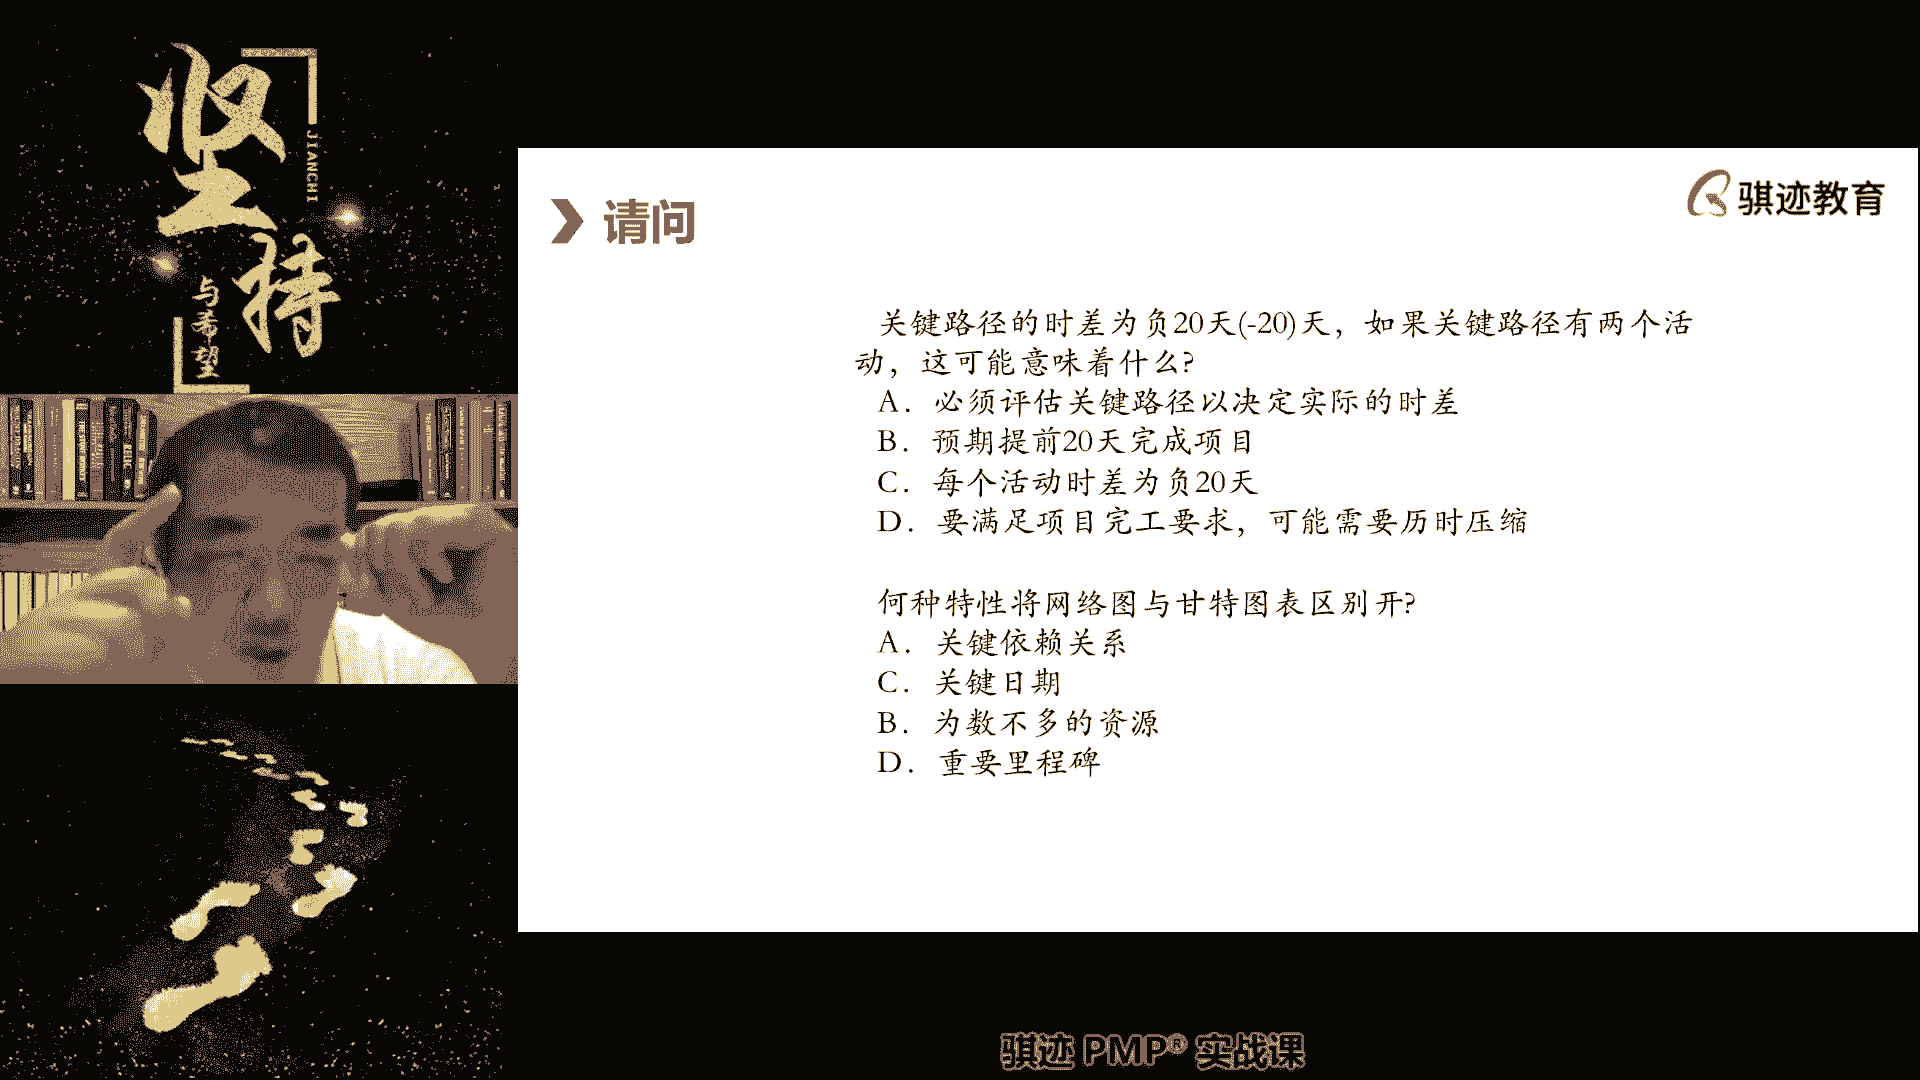 坚持
JIANCHI
与希望
请问
骐迹教育
关键路径的时差为负20天(-20)天，如果关键路径有两个活
动，这可能意味着什么?
A．必须评估关键路径以决定实际的时差
B．预期提前20天完成项目
C．每个活动时差为负20天
D．要满足项目完工要求，可能需要历时压缩
何种特性将网络图与甘特图表区别开?
A．关键依赖关系
C．关键日期
B．为数不多的资源
D．重要里程碑
骐迹 PMP® 实战课